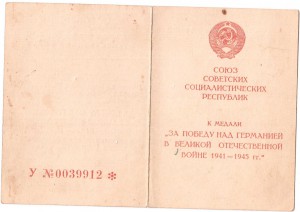 СОЮЗ
СОВЕТСКИХ
СОЦИАЛИСТИЧЕСКИХ
РЕСПУБЛИК
К МЕДАЛИ
„ЗА ПОБЕДУ НАД ГЕРМАНИЕЙ
В ВЕЛИКОЙ ОТЕЧЕСТВЕННОЙ
ВОЙНЕ 1941—1945 гг.“
У №0039912 *